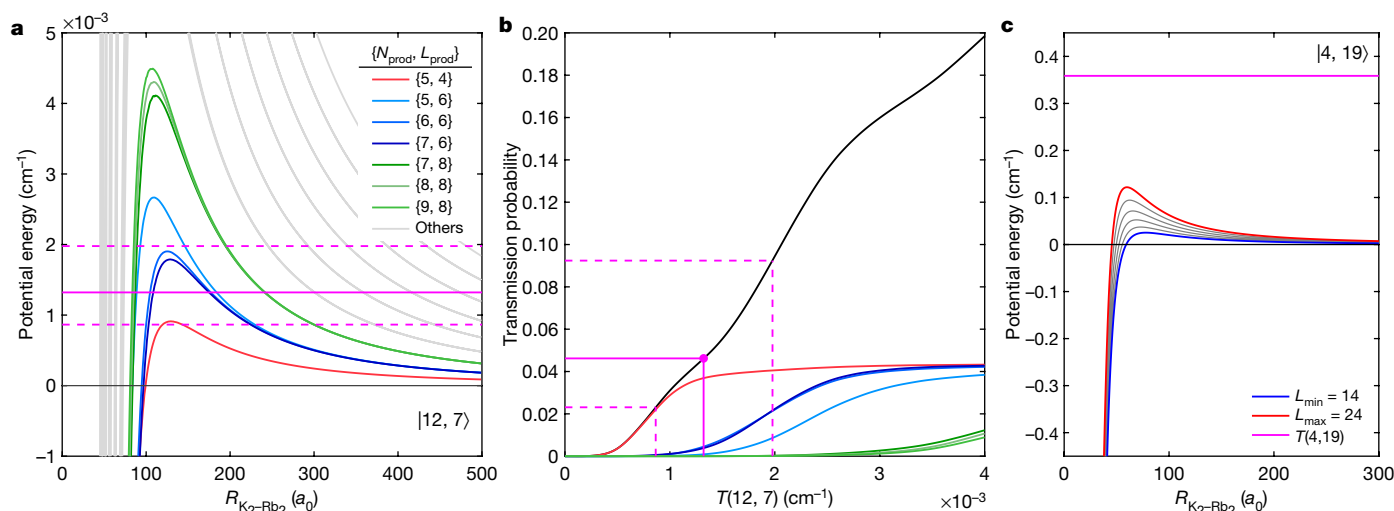 a
×10⁻³
5
4
3
2
1
0
−1
Potential energy (cm⁻¹)
{N_prod, L_prod}
{5, 4}
{5, 6}
{6, 6}
{7, 6}
{7, 8}
{8, 8}
{9, 8}
Others
|12, 7⟩
0 100 200 300 400 500
R_K₂–Rb₂ (a₀)
b
0.20
0.18
0.16
0.14
0.12
0.10
0.08
0.06
0.04
0.02
0
Transmission probability
0 1 2 3 4
T(12, 7) (cm⁻¹)
×10⁻³
c
0.4
0.3
0.2
0.1
0
−0.1
−0.2
−0.3
−0.4
Potential energy (cm⁻¹)
|4, 19⟩
L_min = 14
L_max = 24
T(4,19)
0 100 200 300
R_K₂–Rb₂ (a₀)